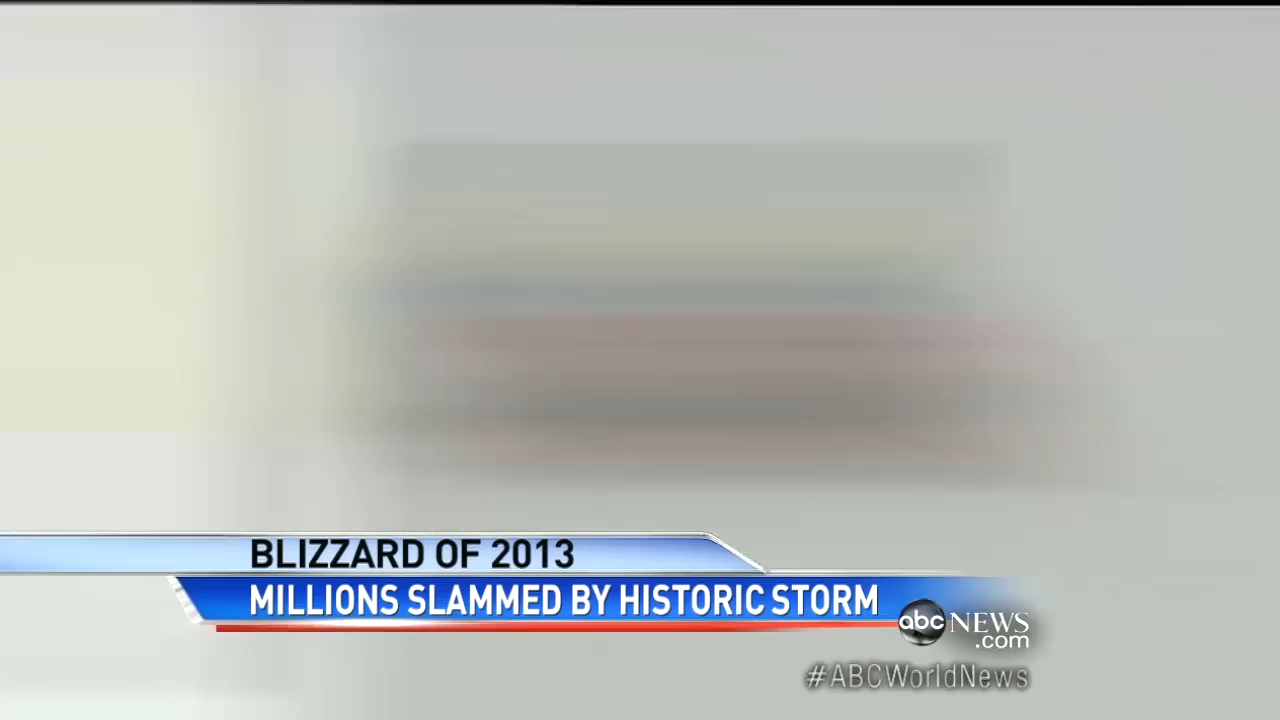 BLIZZARD OF 2013
MILLIONS SLAMMED BY HISTORIC STORM
abc NEWS
.com
#ABCWorldNews